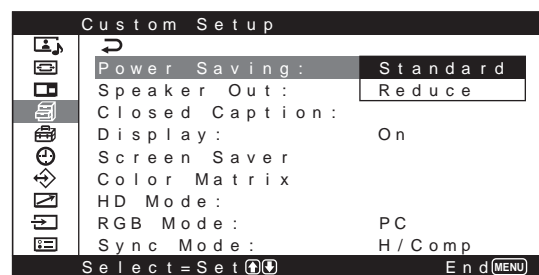 Custom Setup
Power Saving: Standard
Speaker Out: Reduce
Closed Caption:
Display: On
Screen Saver
Color Matrix
HD Mode:
RGB Mode: PC
Sync Mode: H/Comp
Select=Set End MENU